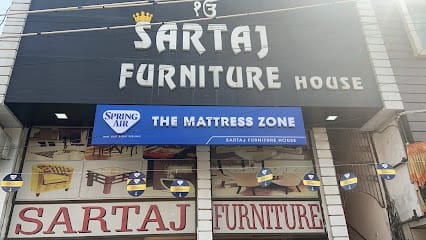 ੴ
SARTAJ
FURNITURE HOUSE
SPRING AIR
THE MATTRESS ZONE
SARTAJ FURNITURE HOUSE
SARTAJ FURNITURE